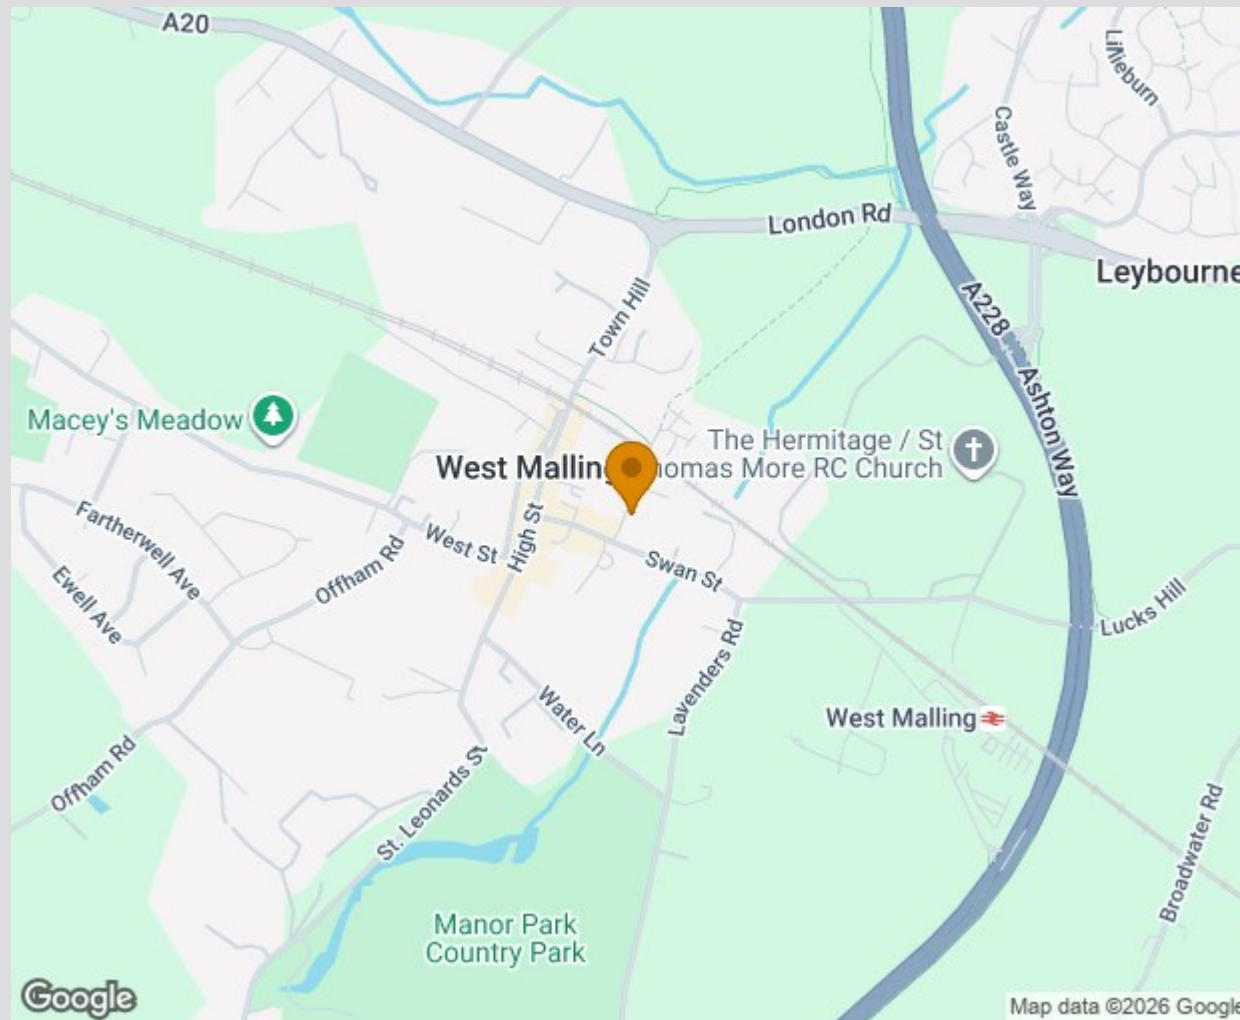 A20
London Rd
Castle Way
Leybourne
Town Hill
A228
Ashton Way
Macey's Meadow
The Hermitage / St
homas More RC Church
West Malling
Fartherwell Ave
Ewell Ave
Offham Rd
West St
High St
Swan St
Lucks Hill
Lavenders Rd
Water Ln
West Malling
Offham Rd
St. Leonards St
Broadwater Rd
Manor Park
Country Park
Google
Map data ©2026 Google